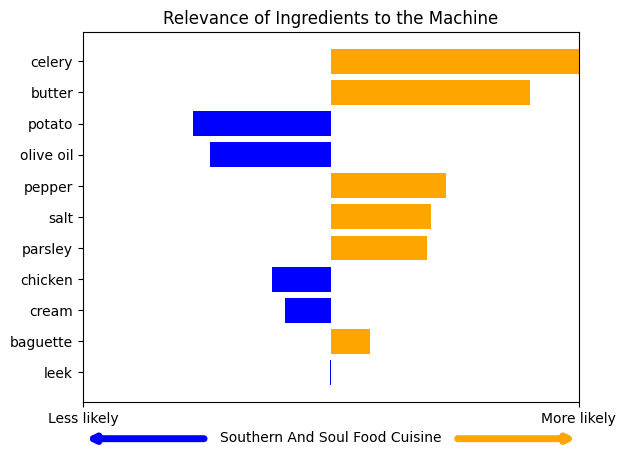 Relevance of Ingredients to the Machine
celery
butter
potato
olive oil
pepper
salt
parsley
chicken
cream
baguette
leek
Less likely
More likely
Southern And Soul Food Cuisine